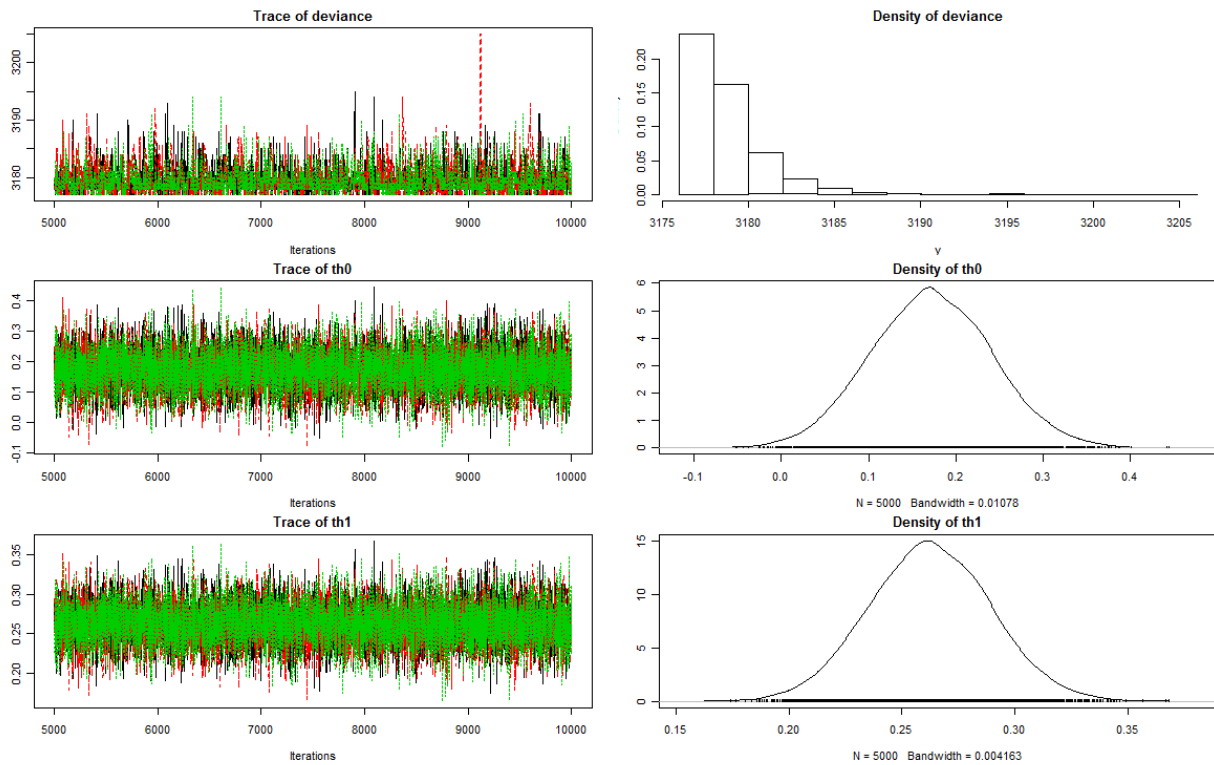 Trace of deviance
3180 3190 3200
5000 6000 7000 8000 9000 10000
Iterations
Density of deviance
0.00 0.05 0.10 0.15 0.20
3175 3180 3185 3190 3195 3200 3205
y
Trace of th0
-0.1 0.0 0.1 0.2 0.3 0.4
5000 6000 7000 8000 9000 10000
Iterations
Density of th0
0 1 2 3 4 5 6
-0.1 0.0 0.1 0.2 0.3 0.4
N = 5000 Bandwidth = 0.01078
Trace of th1
0.20 0.25 0.30 0.35
5000 6000 7000 8000 9000 10000
Iterations
Density of th1
0 5 10 15
0.15 0.20 0.25 0.30 0.35
N = 5000 Bandwidth = 0.004163